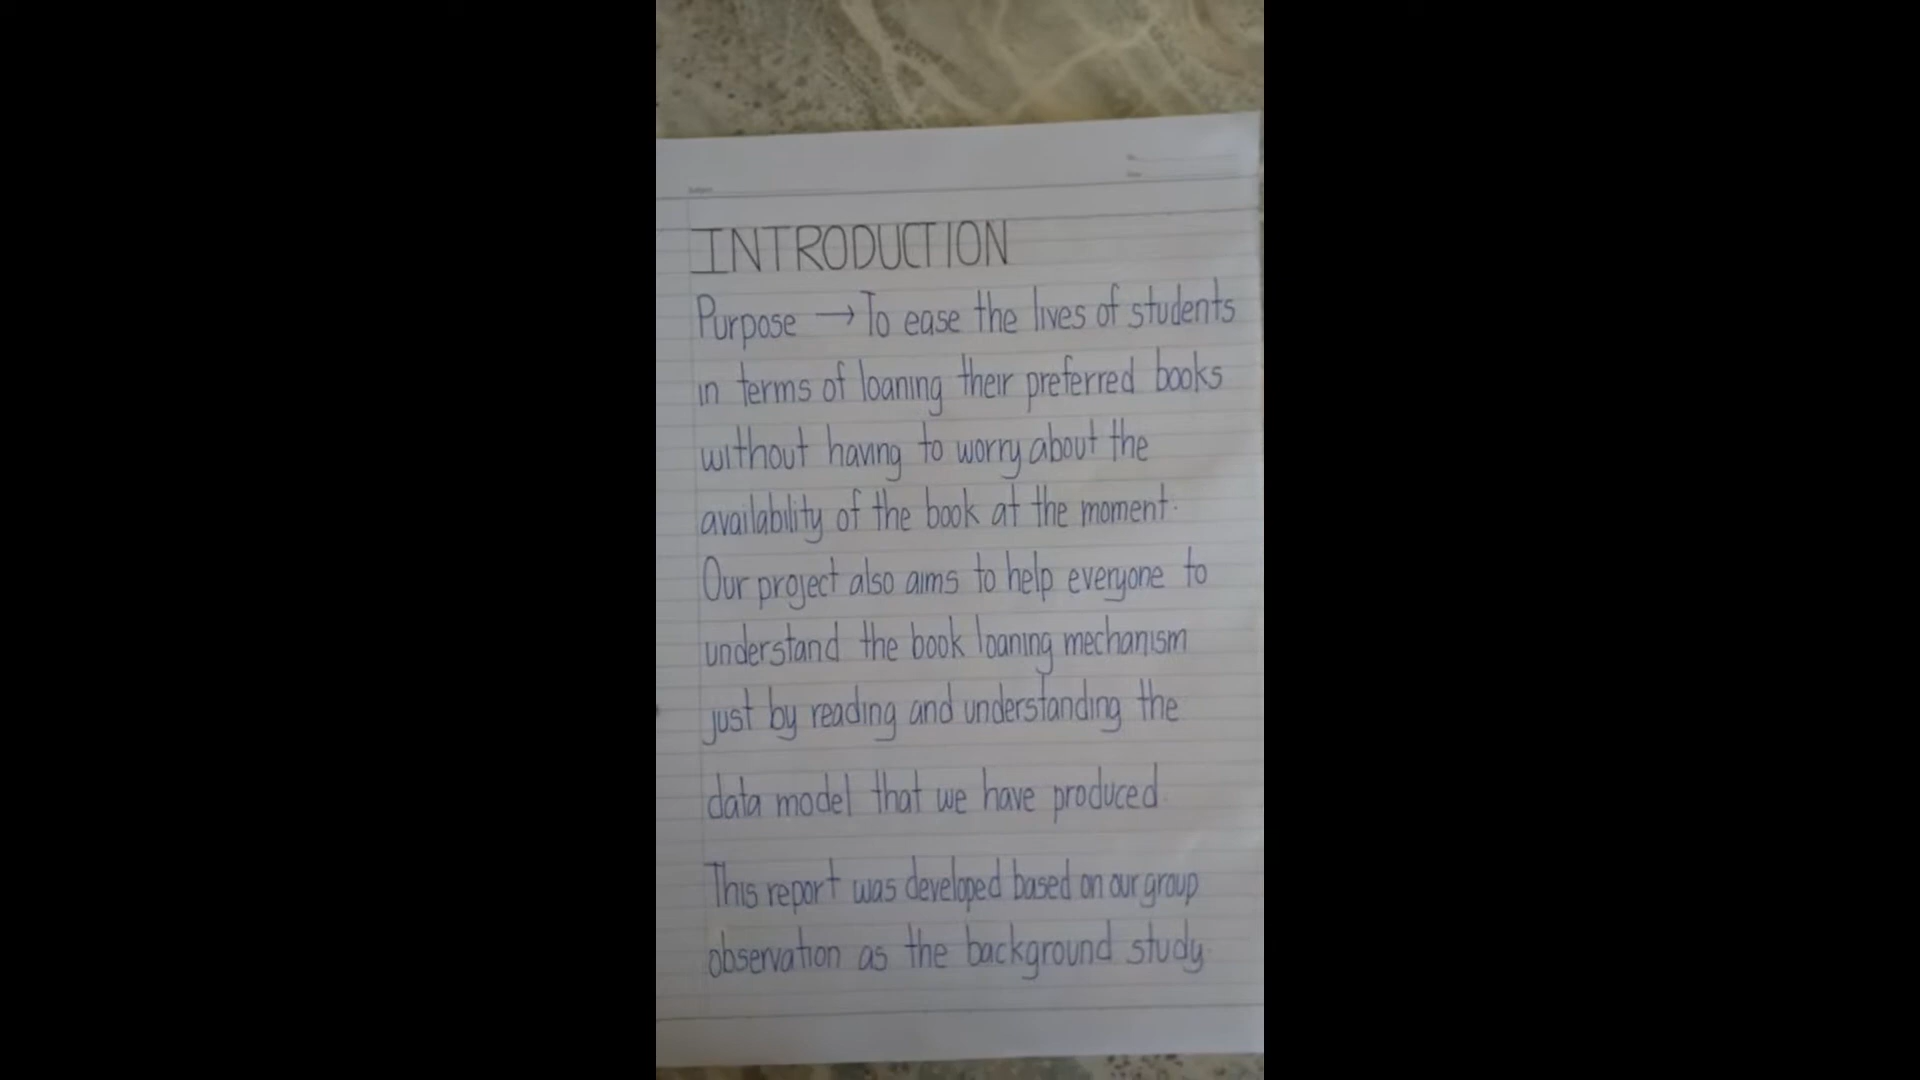 INTRODUCTION
Purpose → To ease the lives of students
in terms of loaning their preferred books
without having to worry about the
availability of the book at the moment.
Our project also aims to help everyone to
understand the book loaning mechanism
just by reading and understanding the
data model that we have produced.
This report was developed based on our group
observation as the background study.